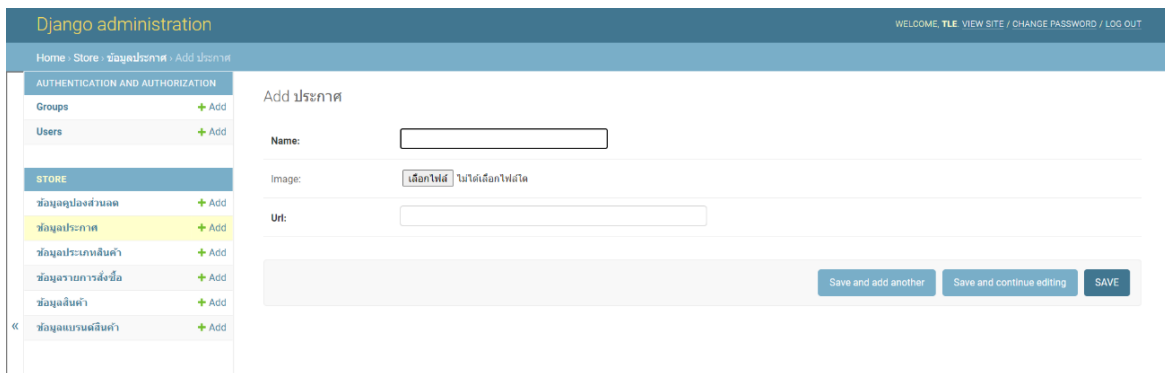 Django administration
WELCOME, TLE. VIEW SITE / CHANGE PASSWORD / LOG OUT
Home › Store › ข้อมูลประกาศ › Add ประกาศ
AUTHENTICATION AND AUTHORIZATION
Groups + Add
Users + Add
STORE
ข้อมูลคูปองส่วนลด + Add
ข้อมูลประกาศ + Add
ข้อมูลประเภทสินค้า + Add
ข้อมูลรายการสั่งซื้อ + Add
ข้อมูลสินค้า + Add
« ข้อมูลแบรนด์สินค้า + Add
Add ประกาศ
Name:
Image: เลือกไฟล์ ไม่ได้เลือกไฟล์ใด
Url:
Save and add another Save and continue editing SAVE